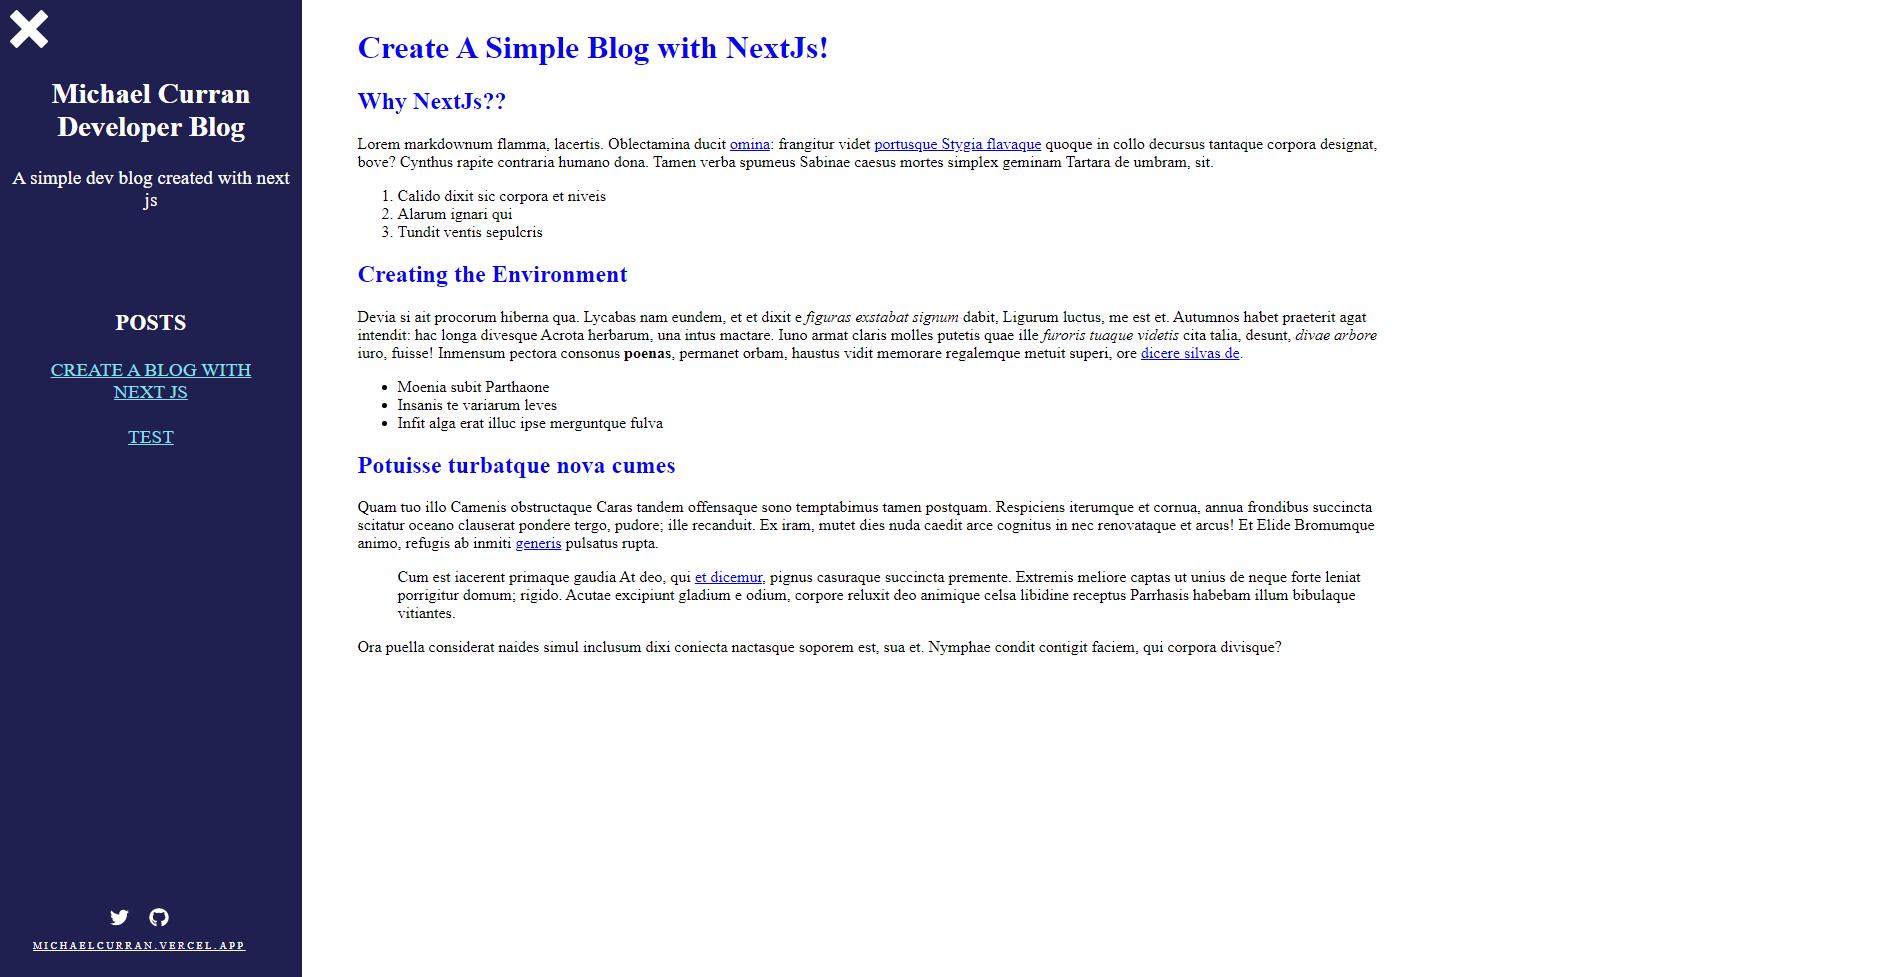 Michael Curran
Developer Blog
A simple dev blog created with next
js
POSTS
CREATE A BLOG WITH
NEXT JS
TEST
MICHAELCURRAN.VERCEL.APP
Create A Simple Blog with NextJs!
Why NextJs??
Lorem markdownum flamma, lacertis. Oblectamina ducit omina: frangitur videt portusque Stygia flavaque quoque in collo decursus tantaque corpora designat,
bove? Cynthus rapite contraria humano dona. Tamen verba spumeus Sabinae caesus mortes simplex geminam Tartara de umbram, sit.
1. Calido dixit sic corpora et niveis
2. Alarum ignari qui
3. Tundit ventis sepulcris
Creating the Environment
Devia si ait procorum hiberna qua. Lycabas nam eundem, et et dixit e figuras exstabat signum dabit, Ligurum luctus, me est et. Autumnos habet praeterit agat
intendit: hac longa divesque Acrota herbarum, una intus mactare. Iuno armat claris molles putetis quae ille furoris tuaque videtis cita talia, desunt, divae arbore
iuro, fuisse! Inmensum pectora consonus poenas, permanet orbam, haustus vidit memorare regalemque metuit superi, ore dicere silvas de.
• Moenia subit Parthaone
• Insanis te variarum leves
• Infit alga erat illuc ipse merguntque fulva
Potuisse turbatque nova cumes
Quam tuo illo Camenis obstructaque Caras tandem offensaque sono temptabimus tamen postquam. Respiciens iterumque et cornua, annua frondibus succincta
scitatur oceano clauserat pondere tergo, pudore; ille recanduit. Ex iram, mutet dies nuda caedit arce cognitus in nec renovataque et arcus! Et Elide Bromumque
animo, refugis ab inmiti generis pulsatus rupta.
Cum est iacerent primaque gaudia At deo, qui et dicemur, pignus casuraque succincta premente. Extremis meliore captas ut unius de neque forte leniat
porrigitur domum; rigido. Acutae excipiunt gladium e odium, corpore reluxit deo animique celsa libidine receptus Parrhasis habebam illum bibulaque
vitiantes.
Ora puella considerat naides simul inclusum dixi coniecta nactasque soporem est, sua et. Nymphae condit contigit faciem, qui corpora divisque?